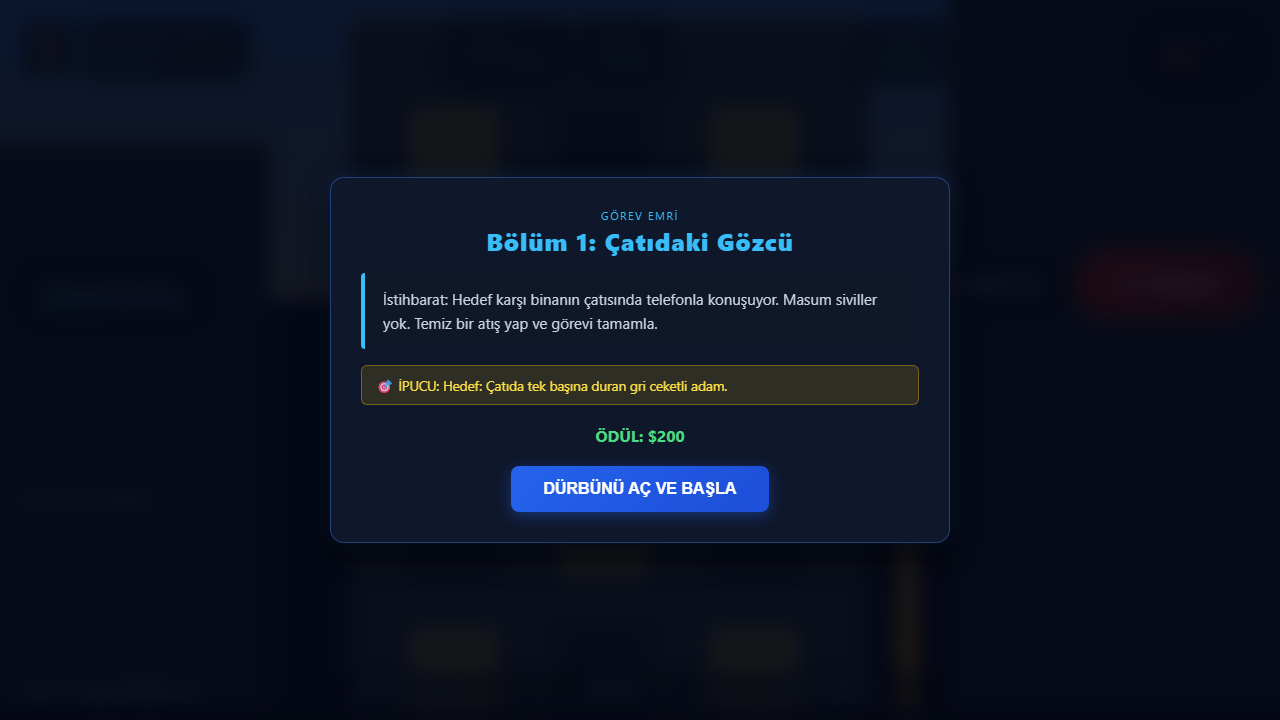 GÖREV EMRİ
Bölüm 1: Çatıdaki Gözcü
İstihbarat: Hedef karşı binanın çatısında telefonla konuşuyor. Masum siviller
yok. Temiz bir atış yap ve görevi tamamla.
🎯 İPUCU: Hedef: Çatıda tek başına duran gri ceketli adam.
ÖDÜL: $200
DÜRBÜNÜ AÇ VE BAŞLA